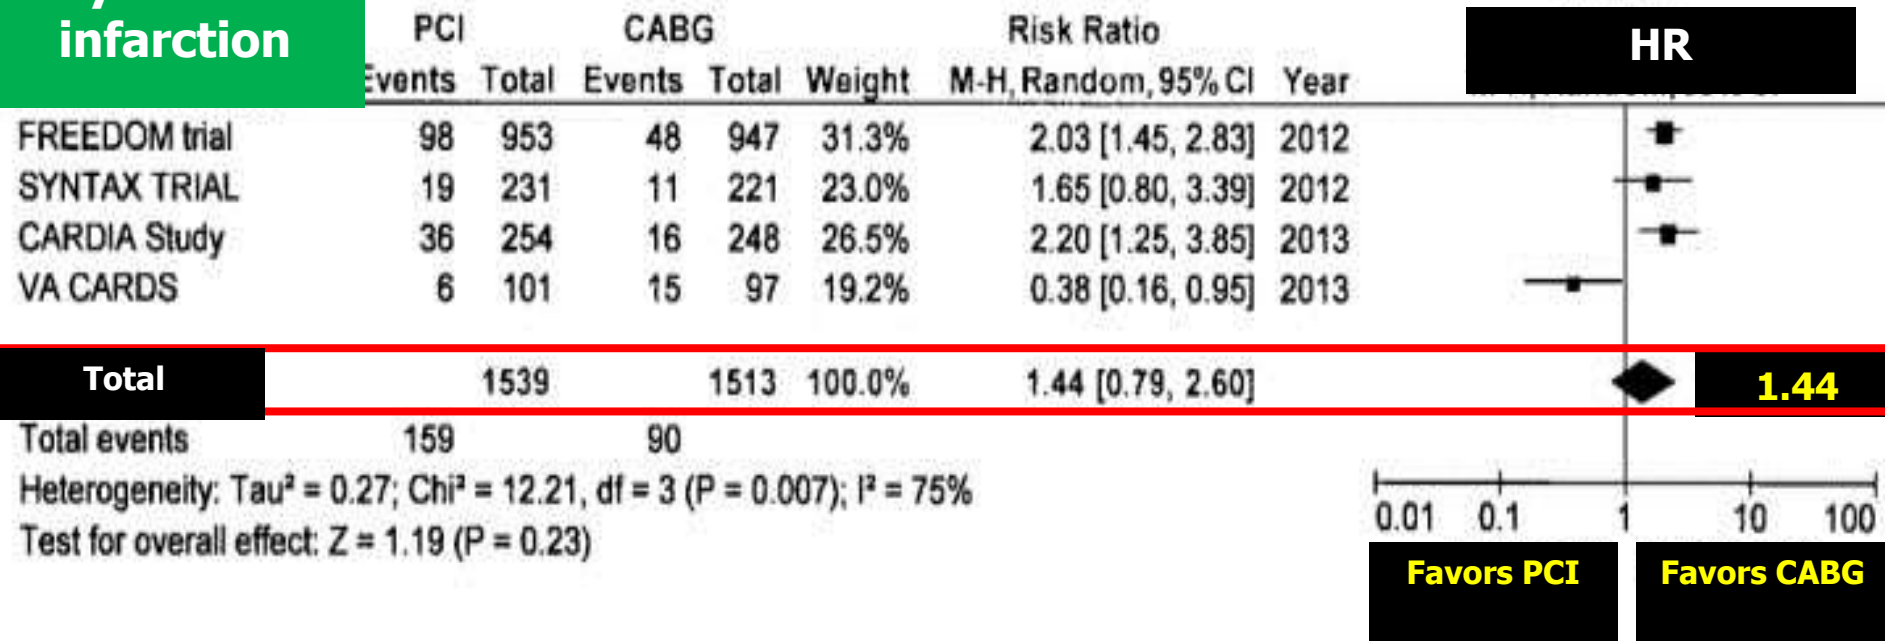 infarction
PCI CABG Risk Ratio HR
Events Total Events Total Weight M-H, Random, 95% CI Year
FREEDOM trial 98 953 48 947 31.3% 2.03 [1.45, 2.83] 2012
SYNTAX TRIAL 19 231 11 221 23.0% 1.65 [0.80, 3.39] 2012
CARDIA Study 36 254 16 248 26.5% 2.20 [1.25, 3.85] 2013
VA CARDS 6 101 15 97 19.2% 0.38 [0.16, 0.95] 2013
Total 1539 1513 100.0% 1.44 [0.79, 2.60] 1.44
Total events 159 90
Heterogeneity: Tau² = 0.27; Chi² = 12.21, df = 3 (P = 0.007); I² = 75%
Test for overall effect: Z = 1.19 (P = 0.23)
0.01 0.1 1 10 100
Favors PCI Favors CABG